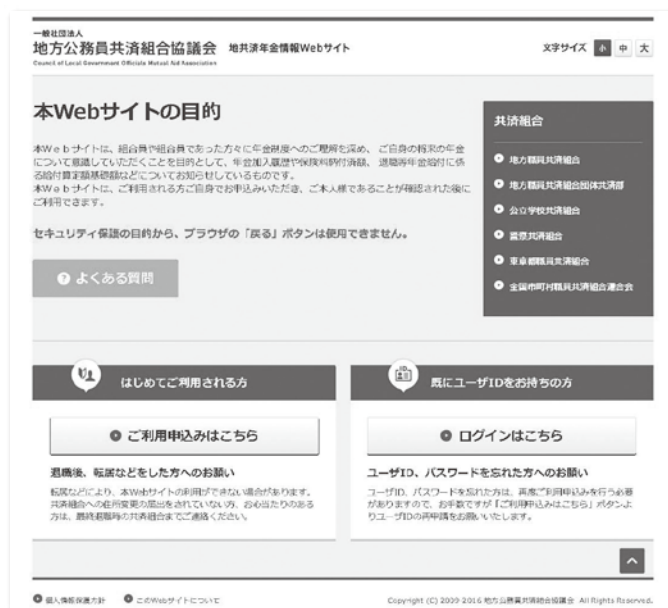 一般社団法人
地方公務員共済組合協議会 地共済年金情報Webサイト
Council of Local Government Officials Mutual Aid Association
文字サイズ 小 中 大
本Webサイトの目的
本Ｗｅｂサイトは、組合員や組合員であった方々に年金制度へのご理解を深め、ご自身の将来の年金
について意識していただくことを目的として、年金加入履歴や保険料納付済額、退職等年金給付に係
る給付算定基礎額などについてお知らせしているものです。
本Ｗｅｂサイトは、ご利用される方ご自身でお申込みいただき、ご本人様であることが確認された後に
ご利用できます。
セキュリティ保護の目的から、ブラウザの「戻る」ボタンは使用できません。
よくある質問
共済組合
地方職員共済組合
地方職員共済組合団体共済部
公立学校共済組合
警察共済組合
東京都職員共済組合
全国市町村職員共済組合連合会
はじめてご利用される方
ご利用申込みはこちら
退職後、転居などをした方へのお願い
転居などにより、本Webサイトの利用ができない場合があります。
共済組合への住所変更の届出をされていない方、お心当たりのある
方は、最終退職時の共済組合までご連絡ください。
既にユーザIDをお持ちの方
ログインはこちら
ユーザID、パスワードを忘れた方へのお願い
ユーザID、パスワードを忘れた方は、再度ご利用申込みを行う必要
がありますので、お手数ですが「ご利用申込みはこちら」ボタンよ
りユーザIDの再申請をお願いいたします。
個人情報保護方針 このWebサイトについて
Copyright (C) 2009-2016 地方公務員共済組合協議会 All Rights Reserved.